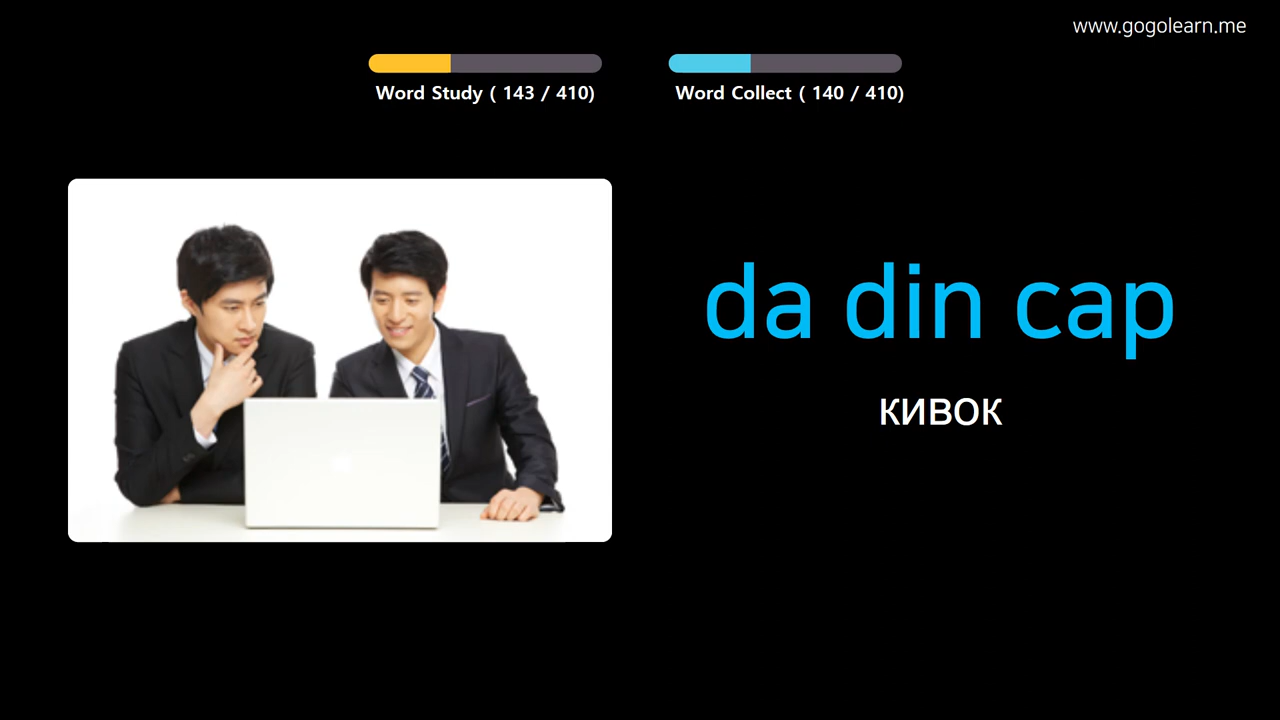 www.gogolearn.me
Word Study ( 143 / 410)
Word Collect ( 140 / 410)
da din cap
кивок